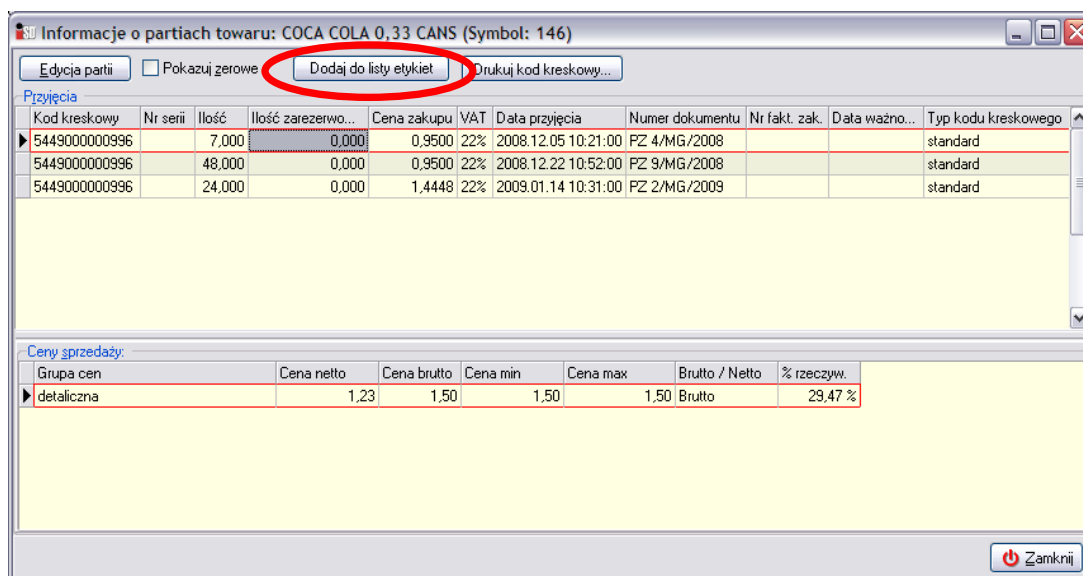 Informacje o partiach towaru: COCA COLA 0,33 CANS (Symbol: 146)
Edycja partii Pokazuj zerowe Dodaj do listy etykiet Drukuj kod kreskowy...
Przyjęcia
Kod kreskowy Nr serii Ilość Ilość zarezerwo... Cena zakupu VAT Data przyjęcia Numer dokumentu Nr fakt. zak. Data ważno... Typ kodu kreskowego
5449000000996 7,000 0,000 0,9500 22% 2008.12.05 10:21:00 PZ 4/MG/2008 standard
5449000000996 48,000 0,000 0,9500 22% 2008.12.22 10:52:00 PZ 9/MG/2008 standard
5449000000996 24,000 0,000 1,4448 22% 2009.01.14 10:31:00 PZ 2/MG/2009 standard
Ceny sprzedaży:
Grupa cen Cena netto Cena brutto Cena min Cena max Brutto / Netto % rzeczyw.
detaliczna 1,23 1,50 1,50 1,50 Brutto 29,47 %
Zamknij